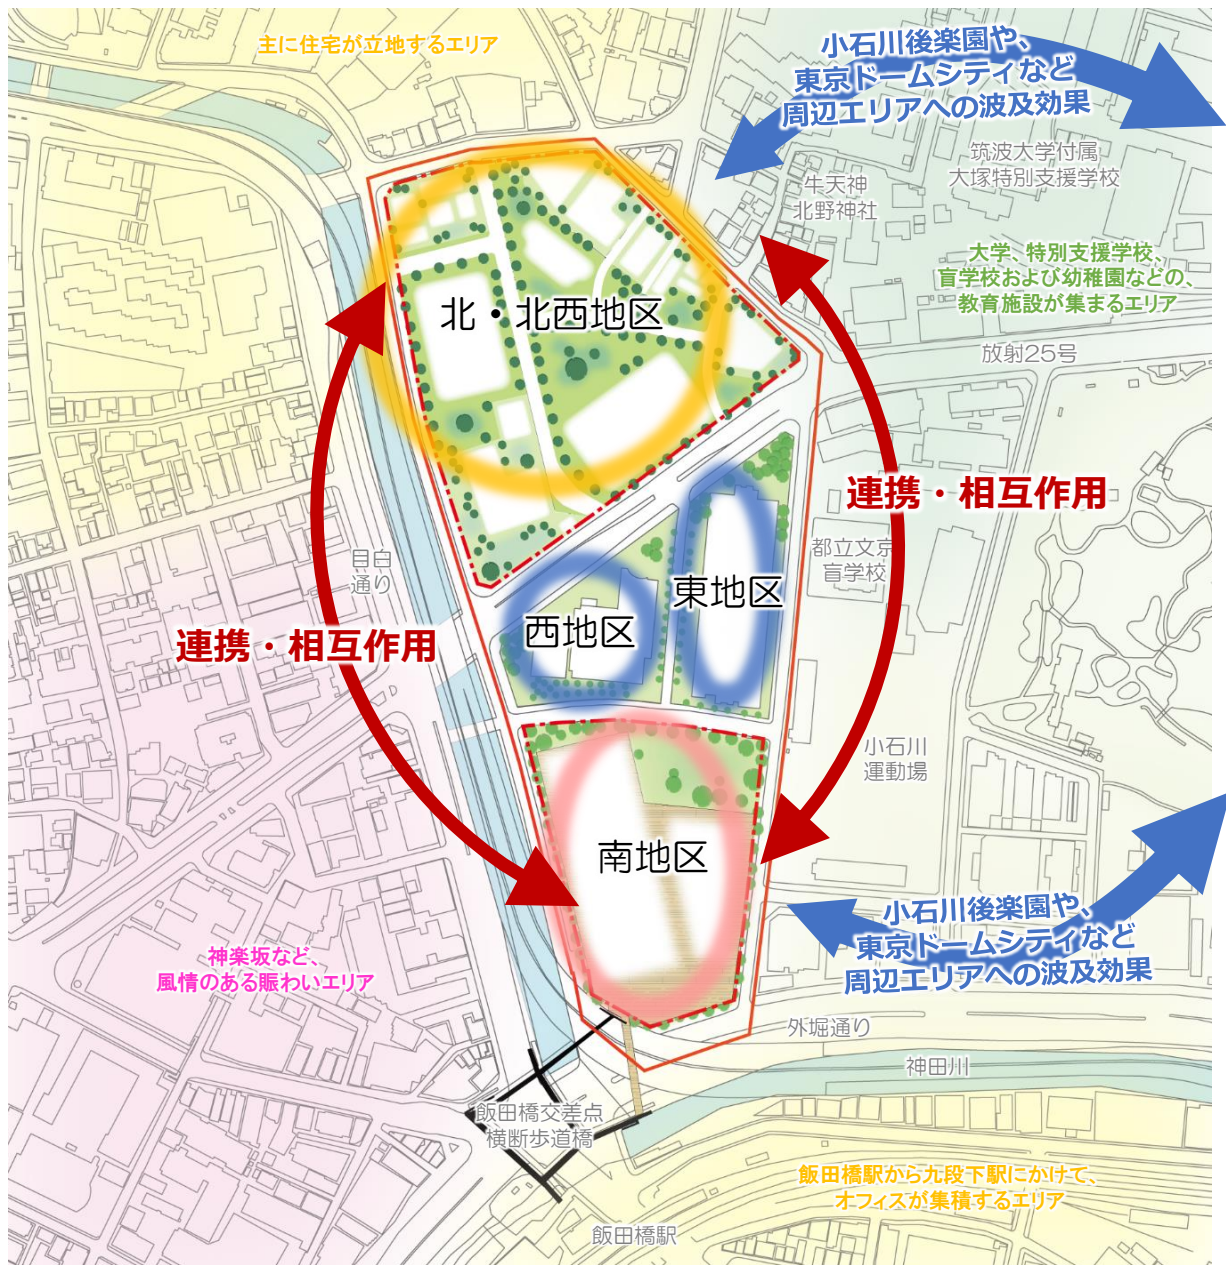 主に住宅が立地するエリア
小石川後楽園や、
東京ドームシティなど
周辺エリアへの波及効果
筑波大学付属
大塚特別支援学校
牛天神
北野神社
大学、特別支援学校、
盲学校および幼稚園などの、
教育施設が集まるエリア
放射25号
北・北西地区
連携・相互作用
都立文京
盲学校
目白
通り
東地区
西地区
連携・相互作用
小石川
運動場
南地区
小石川後楽園や、
東京ドームシティなど
周辺エリアへの波及効果
神楽坂など、
風情のある賑わいエリア
外堀通り
神田川
飯田橋交差点
横断歩道橋
飯田橋駅から九段下駅にかけて、
オフィスが集積するエリア
飯田橋駅